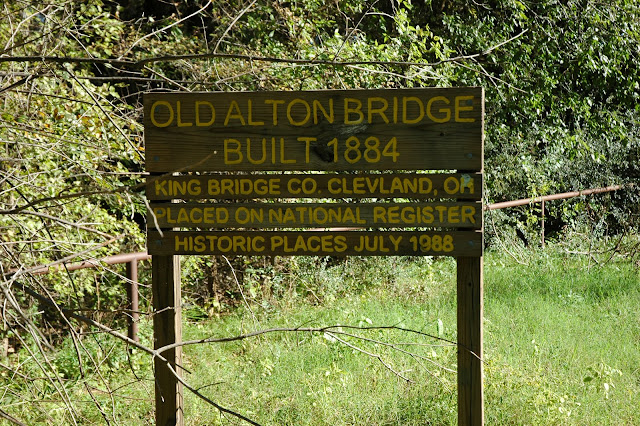 OLD ALTON BRIDGE
BUILT 1884
KING BRIDGE CO. CLEVLAND, OH
PLACED ON NATIONAL REGISTER
HISTORIC PLACES JULY 1988